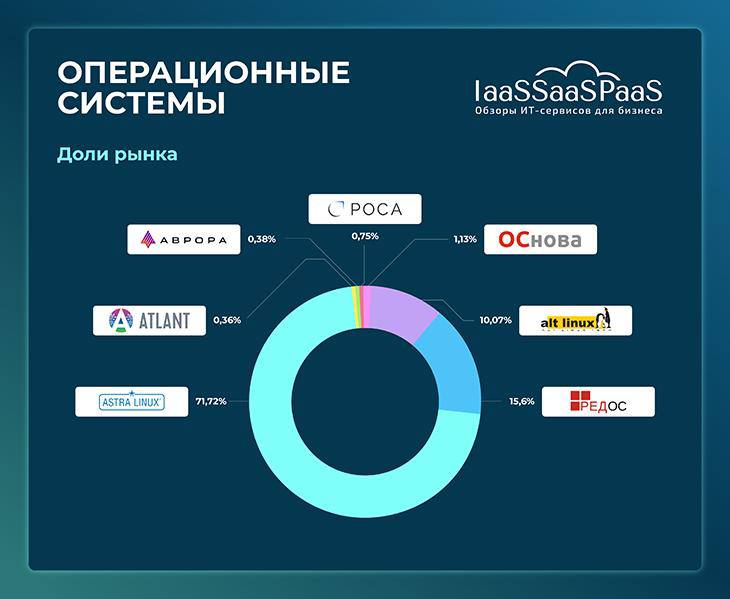 ОПЕРАЦИОННЫЕ
СИСТЕМЫ
IaaSSaaSPaaS
Обзоры ИТ-сервисов для бизнеса
Доли рынка
РОСА
0,75%
АВРОРА
0,38%
1,13%
ОСнова
ATLANT
0,36%
10,07%
alt linux
ASTRA LINUX
71,72%
15,6%
РЕДОС